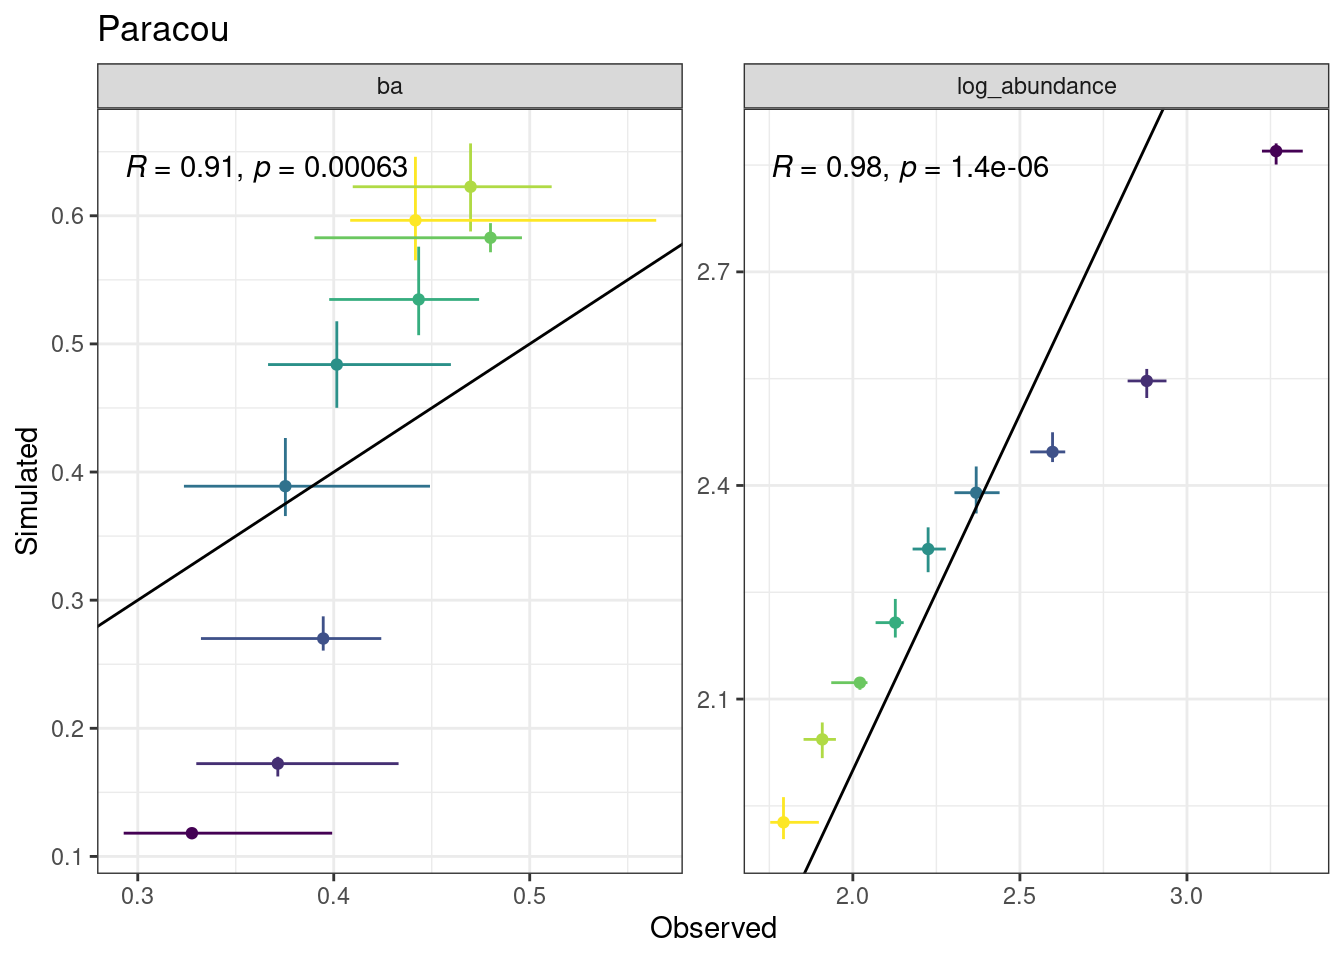 Paracou
ba
log_abundance
R = 0.91, p = 0.00063
R = 0.98, p = 1.4e-06
Simulated
0.6
0.5
0.4
0.3
0.2
0.1
2.7
2.4
2.1
0.3 0.4 0.5
2.0 2.5 3.0
Observed